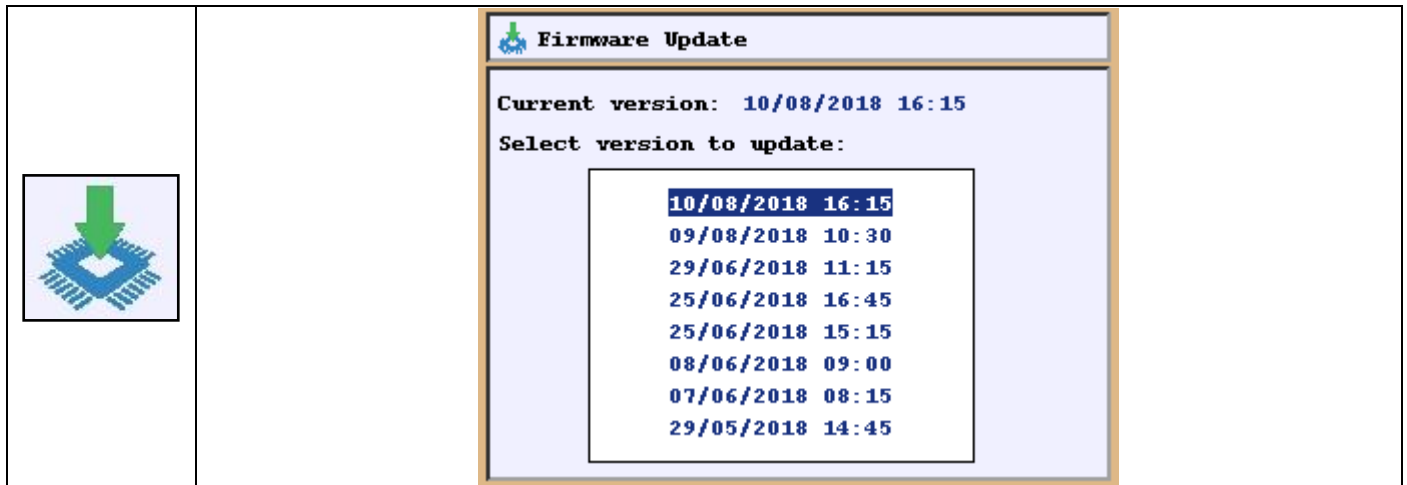 Firmware Update
Current version: 10/08/2018 16:15
Select version to update:
10/08/2018 16:15
09/08/2018 10:30
29/06/2018 11:15
25/06/2018 16:45
25/06/2018 15:15
08/06/2018 09:00
07/06/2018 08:15
29/05/2018 14:45